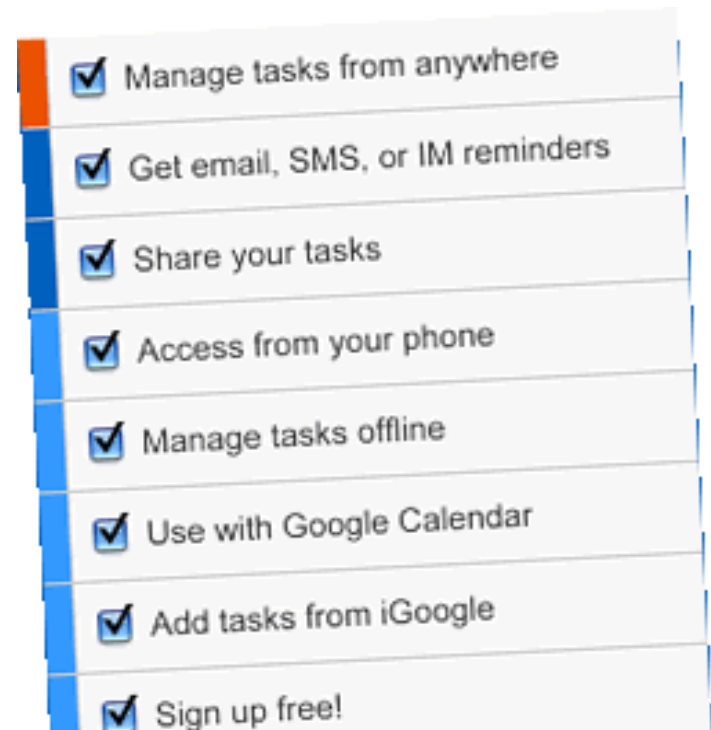 Manage tasks from anywhere
Get email, SMS, or IM reminders
Share your tasks
Access from your phone
Manage tasks offline
Use with Google Calendar
Add tasks from iGoogle
Sign up free!